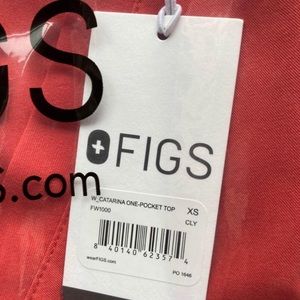 GS
S.com
FIGS
W_CATARINA ONE-POCKET TOP XS
FW1000 CLY
8 40140 62357 4
wearFIGS.com PO 1646